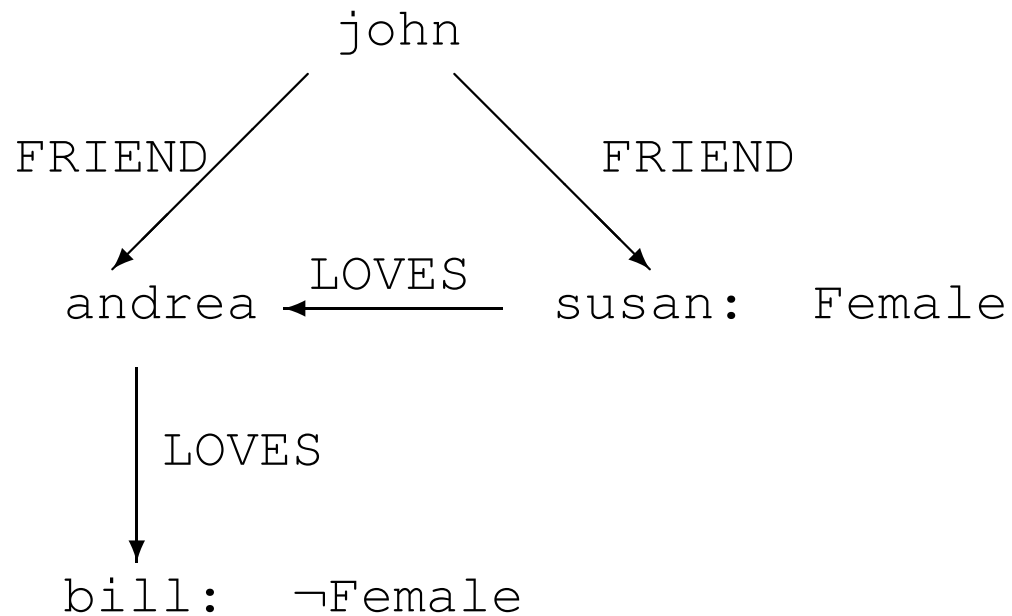 john
FRIEND FRIEND
LOVES
andrea susan: Female
LOVES
bill: ¬Female